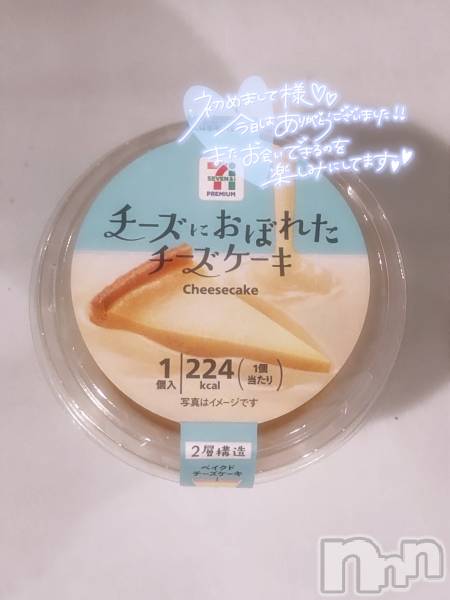 初めまして様♡♡
今日はありがとうございました!!
またお会いできるのを
楽しみにしてます♡♡
7
SEVEN&i
PREMIUM
チーズにおぼれた
チーズケーキ
Cheesecake
1個入 224kcal (1個当たり)
写真はイメージです
2層構造
ベイクド
チーズケーキ
nnn